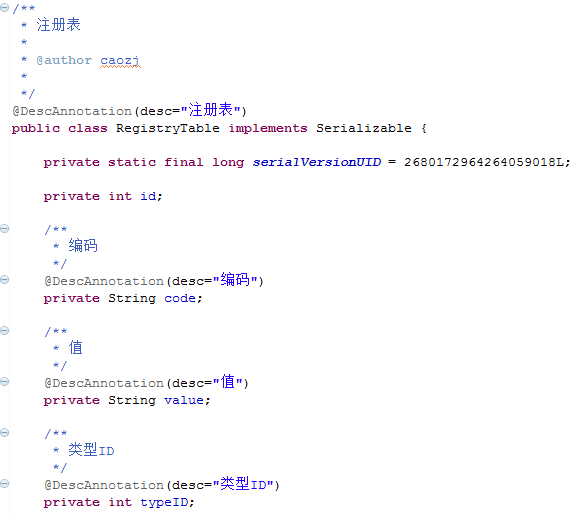 /**
 * 注册表
 *
 * @author caozj
 *
 */
@DescAnnotation(desc="注册表")
public class RegistryTable implements Serializable {
private static final long serialVersionUID = 2680172964264059018L;
private int id;
/**
 * 编码
 */
@DescAnnotation(desc="编码")
private String code;
/**
 * 值
 */
@DescAnnotation(desc="值")
private String value;
/**
 * 类型ID
 */
@DescAnnotation(desc="类型ID")
private int typeID;